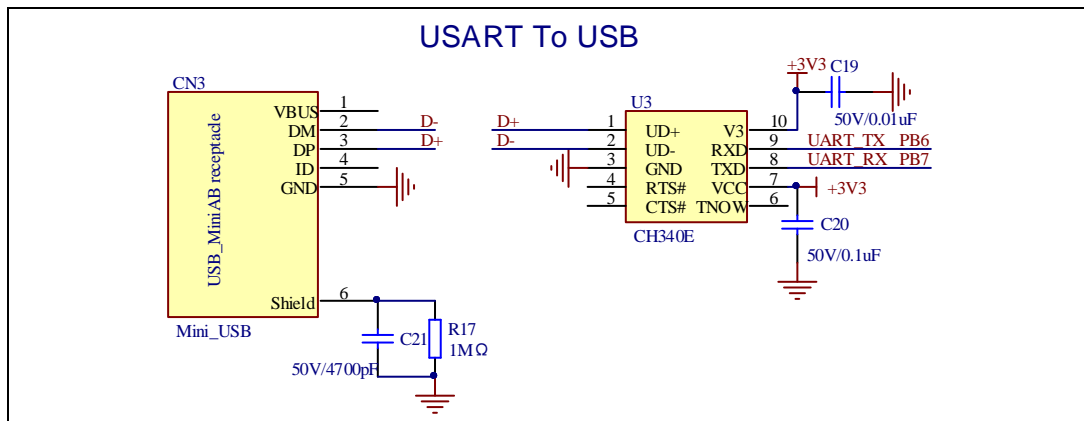 USART To USB
CN3
USB_MiniAB receptacle
VBUS 1
DM 2 D-
DP 3 D+
ID 4
GND 5
Shield 6
Mini_USB
C21
50V/4700pF
R17
1MΩ
U3
D+ 1 UD+
D- 2 UD-
3 GND
4 RTS#
5 CTS#
V3 10
RXD 9 UART_TX PB6
TXD 8 UART_RX PB7
VCC 7 +3V3
TNOW 6
CH340E
+3V3
C19
50V/0.01uF
C20
50V/0.1uF